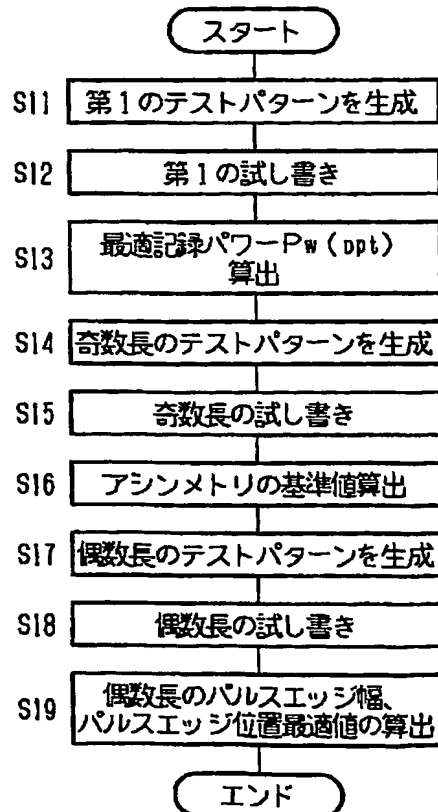 スタート
S11 第1のテストパターンを生成
S12 第1の試し書き
S13 最適記録パワーPw(opt)
算出
S14 奇数長のテストパターンを生成
S15 奇数長の試し書き
S16 アシンメトリの基準値算出
S17 偶数長のテストパターンを生成
S18 偶数長の試し書き
S19 偶数長のパルスエッジ幅、
パルスエッジ位置最適値の算出
エンド